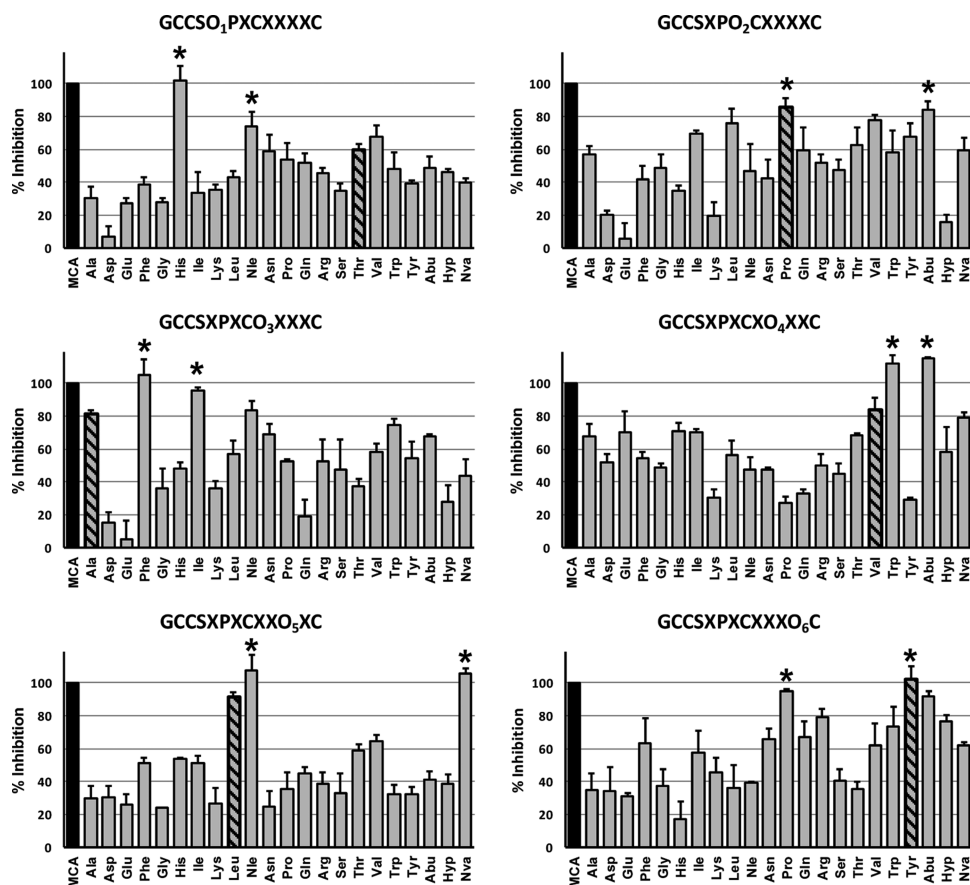 GCCSO₁PXCXXXXC
% Inhibition
100
80
60
40
20
0
*
*
MCA Ala Asp Glu Phe Gly His Ile Lys Leu Nle Asn Pro Gln Arg Ser Thr Val Trp Tyr Abu Hyp Nva
GCCSXPO₂CXXXXC
% Inhibition
100
80
60
40
20
0
*
*
MCA Ala Asp Glu Phe Gly His Ile Lys Leu Nle Asn Pro Gln Arg Ser Thr Val Trp Tyr Abu Hyp Nva
GCCSXPXCO₃XXXC
% Inhibition
100
80
60
40
20
0
*
*
MCA Ala Asp Glu Phe Gly His Ile Lys Leu Nle Asn Pro Gln Arg Ser Thr Val Trp Tyr Abu Hyp Nva
GCCSXPXCXO₄XXC
% Inhibition
100
80
60
40
20
0
*
*
MCA Ala Asp Glu Phe Gly His Ile Lys Leu Nle Asn Pro Gln Arg Ser Thr Val Trp Tyr Abu Hyp Nva
GCCSXPXCXXO₅XC
% Inhibition
100
80
60
40
20
0
*
*
MCA Ala Asp Glu Phe Gly His Ile Lys Leu Nle Asn Pro Gln Arg Ser Thr Val Trp Tyr Abu Hyp Nva
GCCSXPXCXXXO₆C
% Inhibition
100
80
60
40
20
0
*
*
MCA Ala Asp Glu Phe Gly His Ile Lys Leu Nle Asn Pro Gln Arg Ser Thr Val Trp Tyr Abu Hyp Nva